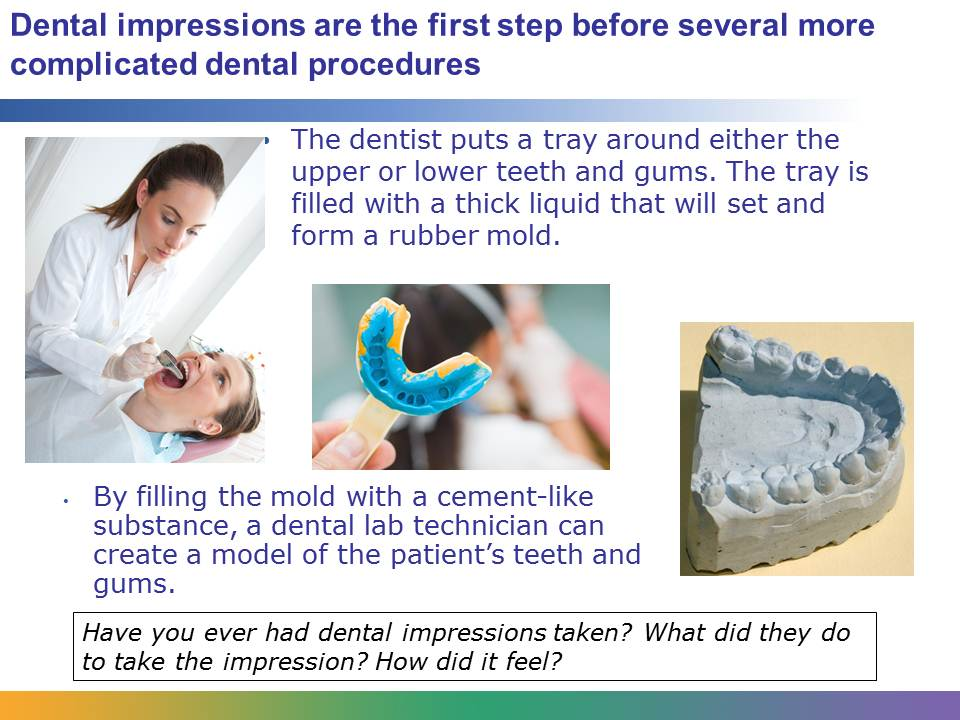 Dental impressions are the first step before several more
complicated dental procedures
• The dentist puts a tray around either the
upper or lower teeth and gums. The tray is
filled with a thick liquid that will set and
form a rubber mold.
• By filling the mold with a cement-like
substance, a dental lab technician can
create a model of the patient’s teeth and
gums.
Have you ever had dental impressions taken? What did they do
to take the impression? How did it feel?